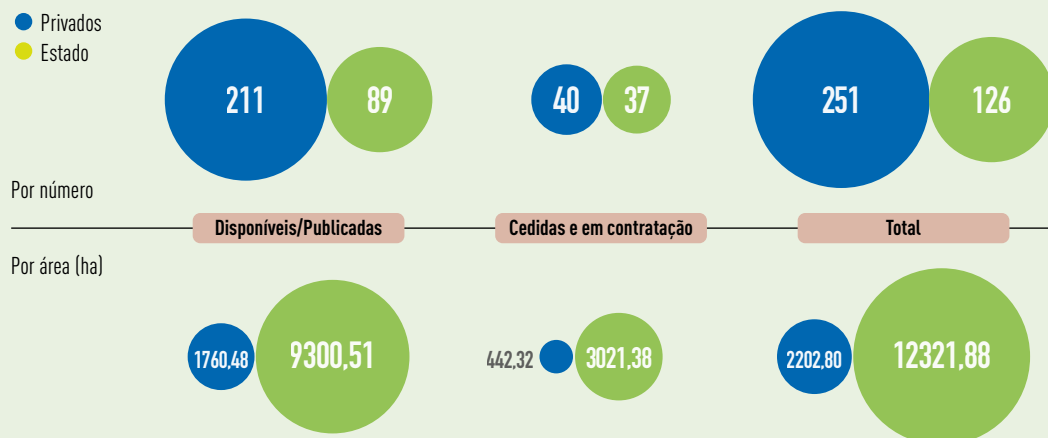 Privados
Estado
211
89
40
37
251
126
Por número
Disponíveis/Publicadas
Cedidas e em contratação
Total
Por área (ha)
1760,48
9300,51
442,32
3021,38
2202,80
12321,88